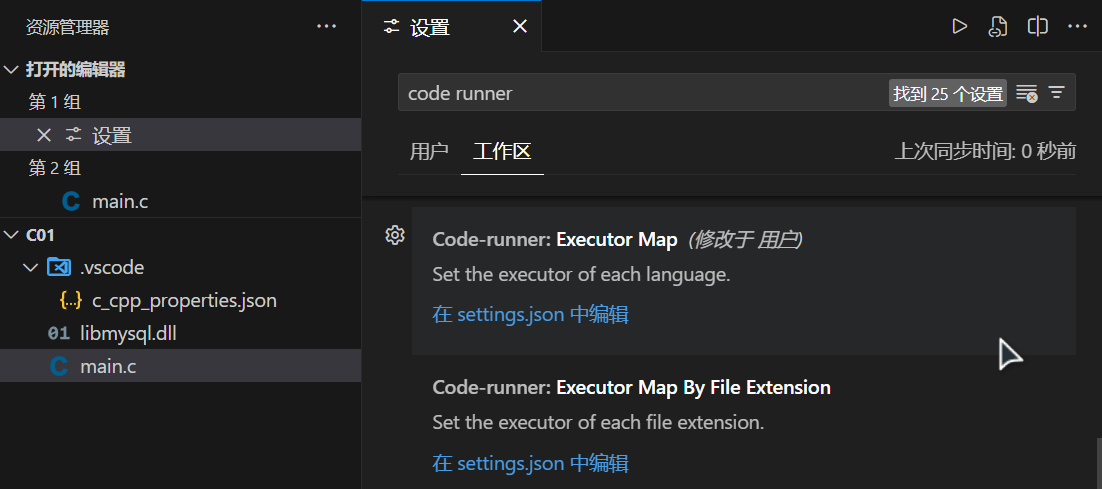 资源管理器
打开的编辑器
第 1 组
设置
第 2 组
main.c
C01
.vscode
{..} c_cpp_properties.json
01 libmysql.dll
main.c
设置
code runner
找到 25 个设置
用户 工作区 上次同步时间: 0 秒前
Code-runner: Executor Map (修改于 用户)
Set the executor of each language.
在 settings.json 中编辑
Code-runner: Executor Map By File Extension
Set the executor of each file extension.
在 settings.json 中编辑